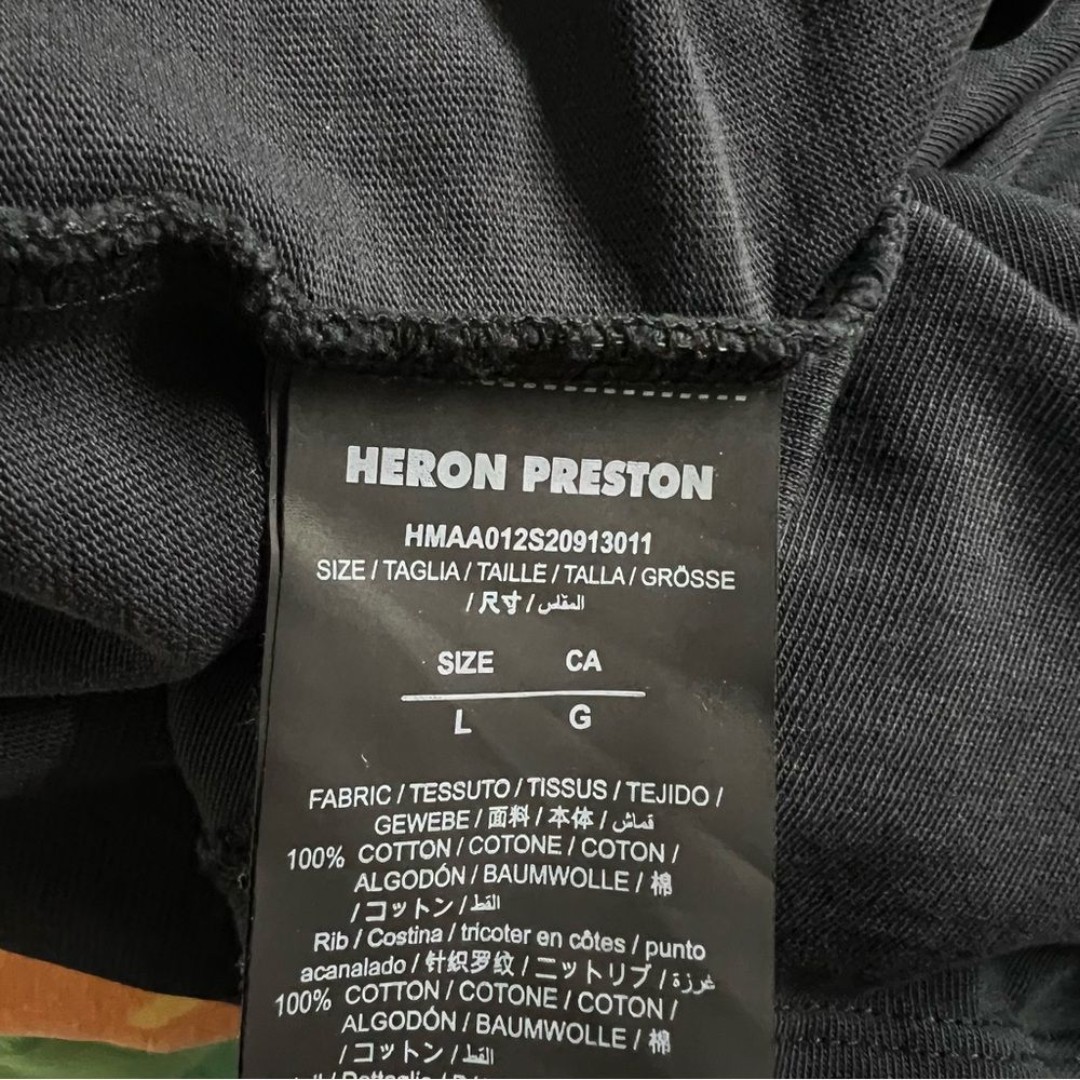 HERON PRESTON
HMAA012S20913011
SIZE / TAGLIA / TAILLE / TALLA / GRÖSSE
/ 尺寸 / المقاس
SIZE CA
L G
FABRIC / TESSUTO / TISSUS / TEJIDO /
GEWEBE / 面料 / 本体 / قماش
100% COTTON / COTONE / COTON /
ALGODÓN / BAUMWOLLE / 棉
/ コットン / القط
Rib / Costina / tricoter en côtes / punto
acanalado / 针织罗纹 / ニットリブ / غرزة
100% COTTON / COTONE / COTON /
ALGODÓN / BAUMWOLLE / 棉
/ コットン / القط